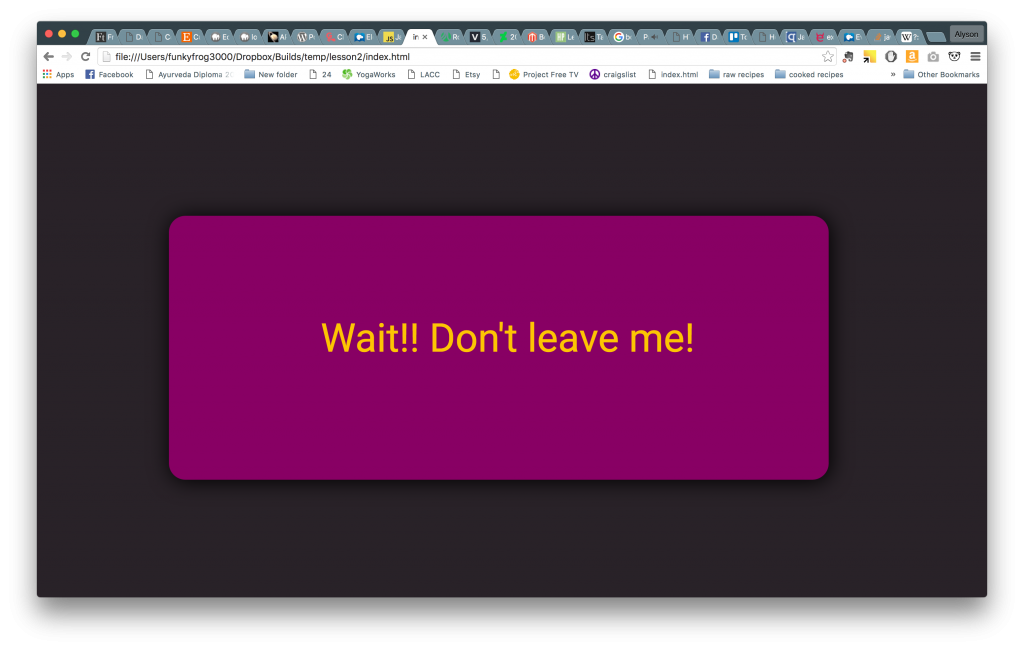 Alyson
file:///Users/funkyfrog3000/Dropbox/Builds/temp/lesson2/index.html
Apps Facebook Ayurveda Diploma New folder 24 YogaWorks LACC Etsy Project Free TV craigslist index.html raw recipes cooked recipes » Other Bookmarks
Wait!! Don't leave me!